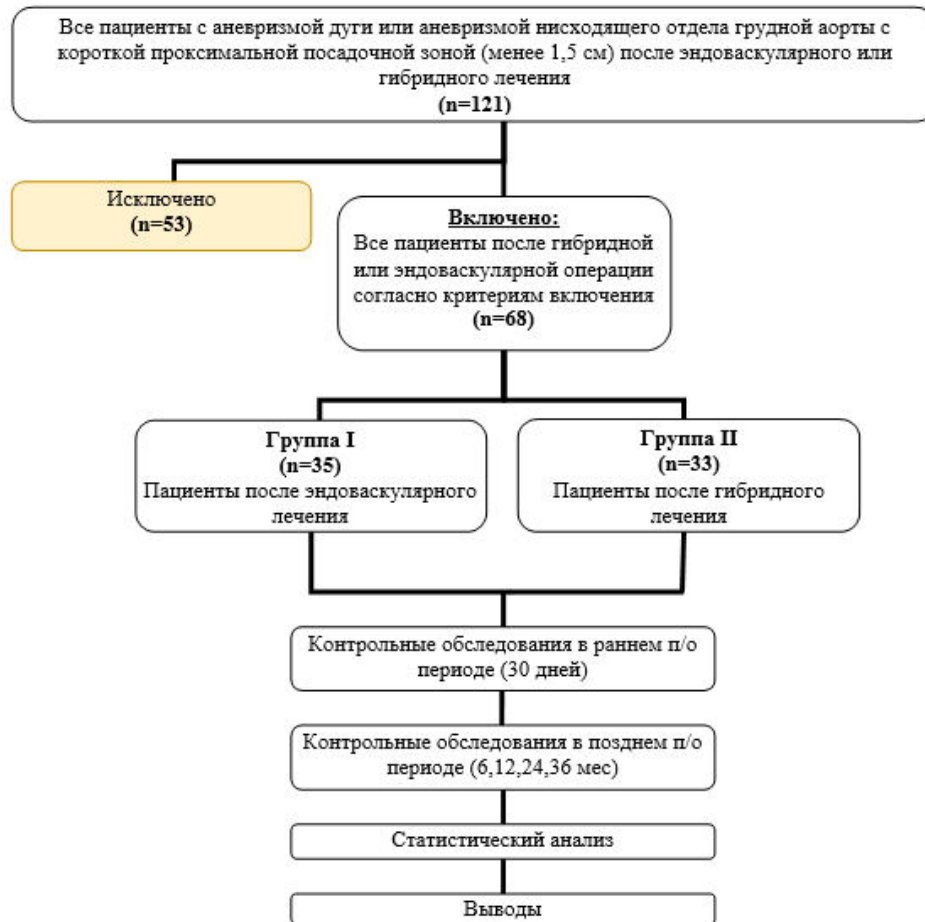 Все пациенты с аневризмой дуги или аневризмой нисходящего отдела грудной аорты с
короткой проксимальной посадочной зоной (менее 1,5 см) после эндоваскулярного или
гибридного лечения
(n=121)
Исключено
(n=53)
Включено:
Все пациенты после гибридной
или эндоваскулярной операции
согласно критериям включения
(n=68)
Группа I
(n=35)
Пациенты после эндоваскулярного
лечения
Группа II
(n=33)
Пациенты после гибридного
лечения
Контрольные обследования в раннем п/о
периоде (30 дней)
Контрольные обследования в позднем п/о
периоде (6,12,24,36 мес)
Статистический анализ
Выводы